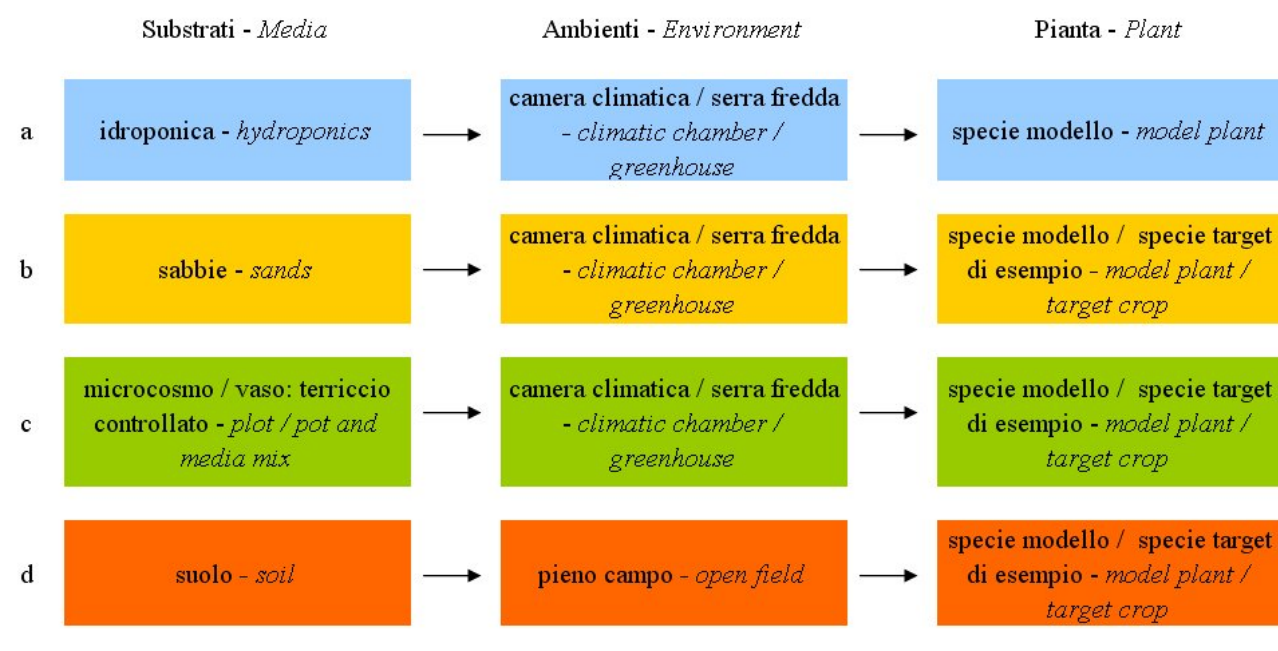 Substrati - Media
Ambienti - Environment
Pianta - Plant
a
idroponica - hydroponics
camera climatica / serra fredda
- climatic chamber /
greenhouse
specie modello - model plant
b
sabbie - sands
camera climatica / serra fredda
- climatic chamber /
greenhouse
specie modello / specie target
di esempio - model plant /
target crop
c
microcosmo / vaso: terriccio
controllato - plot / pot and
media mix
camera climatica / serra fredda
- climatic chamber /
greenhouse
specie modello / specie target
di esempio - model plant /
target crop
d
suolo - soil
pieno campo - open field
specie modello / specie target
di esempio - model plant /
target crop